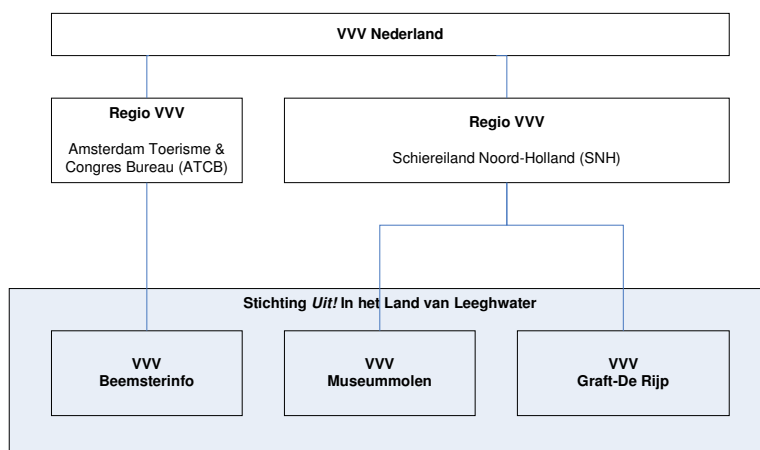 VVV Nederland
Regio VVV
Amsterdam Toerisme &
Congres Bureau (ATCB)
Regio VVV
Schiereiland Noord-Holland (SNH)
Stichting Uit! In het Land van Leeghwater
VVV
Beemsterinfo
VVV
Museummolen
VVV
Graft-De Rijp